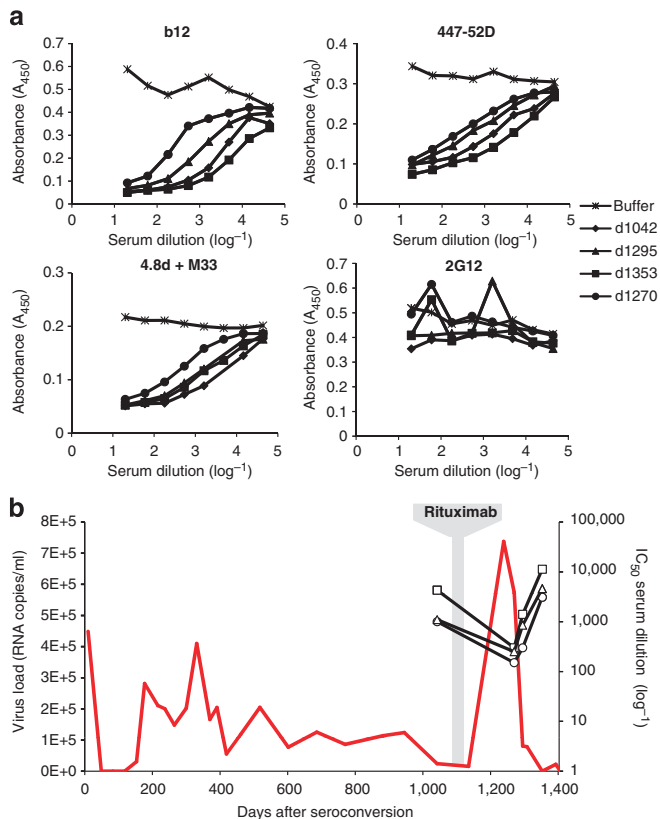 a
b12
Absorbance (A450)
0.7
0.6
0.5
0.4
0.3
0.2
0.1
0
0 1 2 3 4 5
Serum dilution (log–1)
447-52D
Absorbance (A450)
0.4
0.3
0.2
0.1
0
0 1 2 3 4 5
Serum dilution (log–1)
Buffer
d1042
d1295
d1353
d1270
4.8d + M33
Absorbance (A450)
0.3
0.2
0.1
0
0 1 2 3 4 5
Serum dilution (log–1)
2G12
Absorbance (A450)
0.7
0.6
0.5
0.4
0.3
0.2
0.1
0
0 1 2 3 4 5
Serum dilution (log–1)
b
Rituximab
Virus load (RNA copies/ml)
8E+5
7E+5
6E+5
5E+5
4E+5
3E+5
2E+5
1E+5
0E+0
100,000
10,000
1,000
100
10
1
IC50 serum dilution (log–1)
0 200 400 600 800 1,000 1,200 1,400
Days after seroconversion